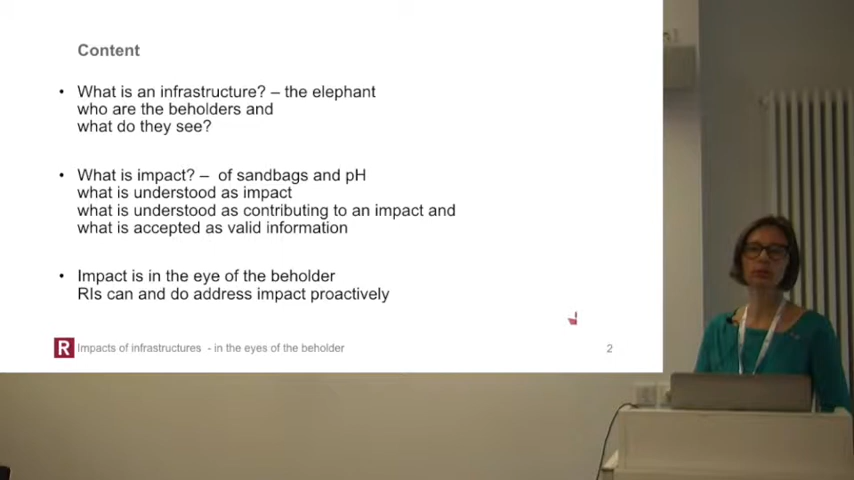 Content
• What is an infrastructure? – the elephant
who are the beholders and
what do they see?
• What is impact? – of sandbags and pH
what is understood as impact
what is understood as contributing to an impact and
what is accepted as valid information
• Impact is in the eye of the beholder
RIs can and do address impact proactively
R Impacts of infrastructures - in the eyes of the beholder 2